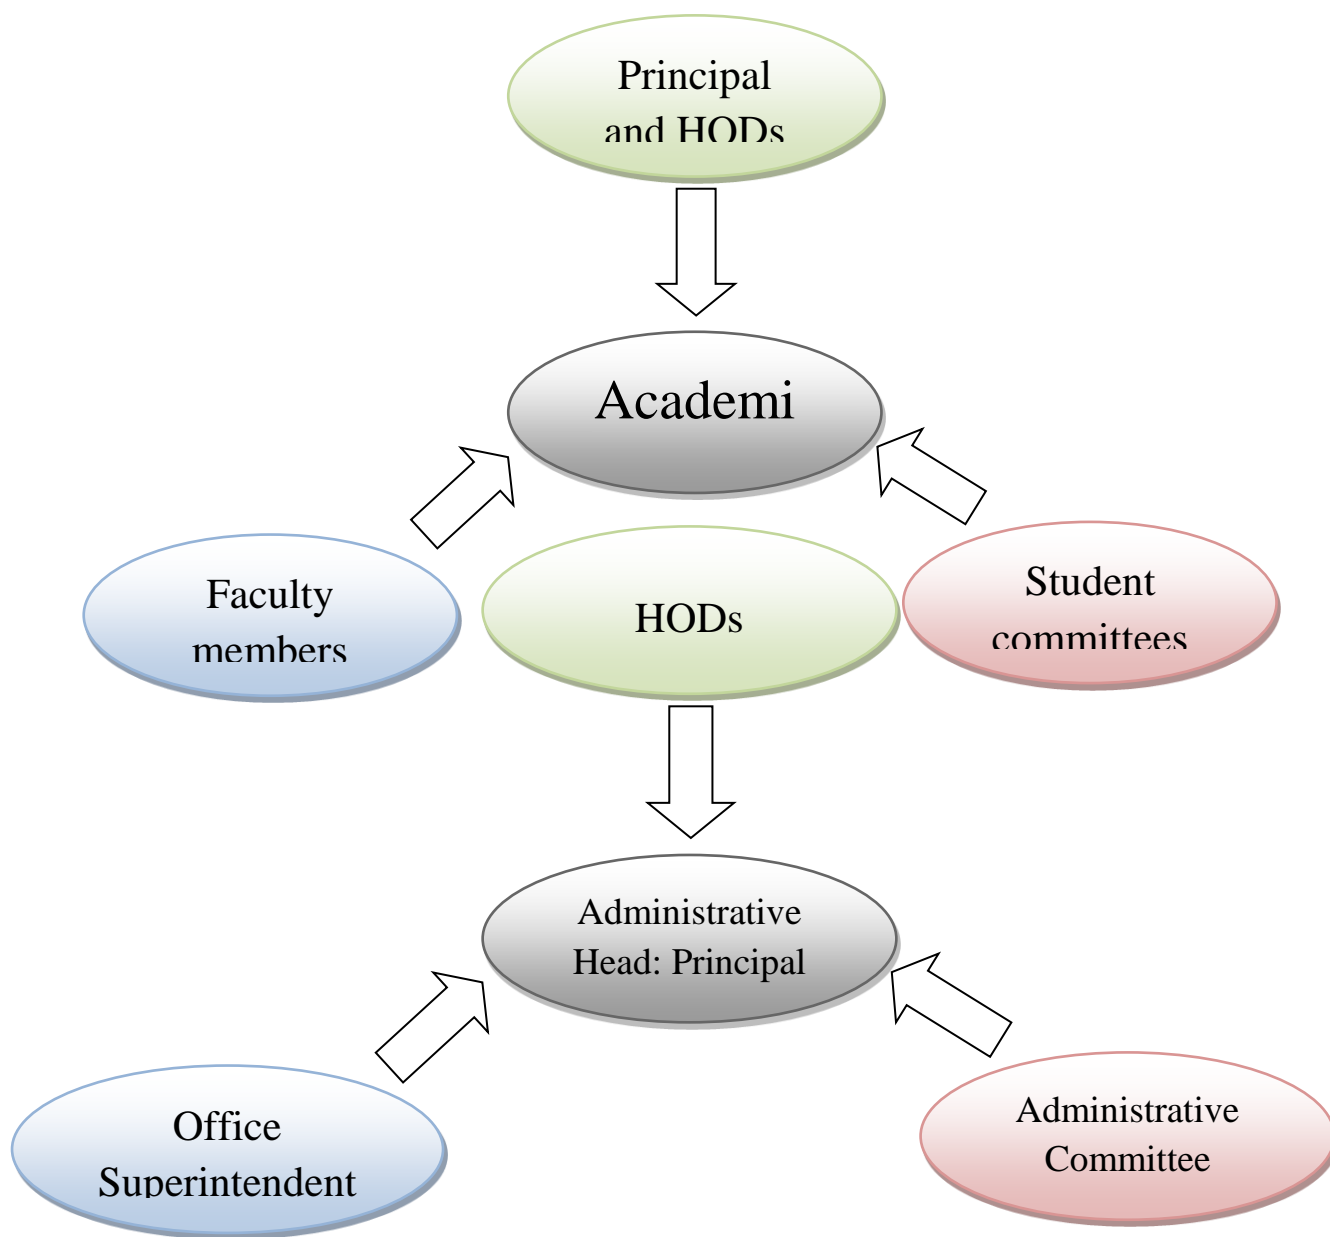 Principal
and HODs
Academi
Faculty
members
HODs
Student
committees
Administrative
Head: Principal
Office
Superintendent
Administrative
Committee